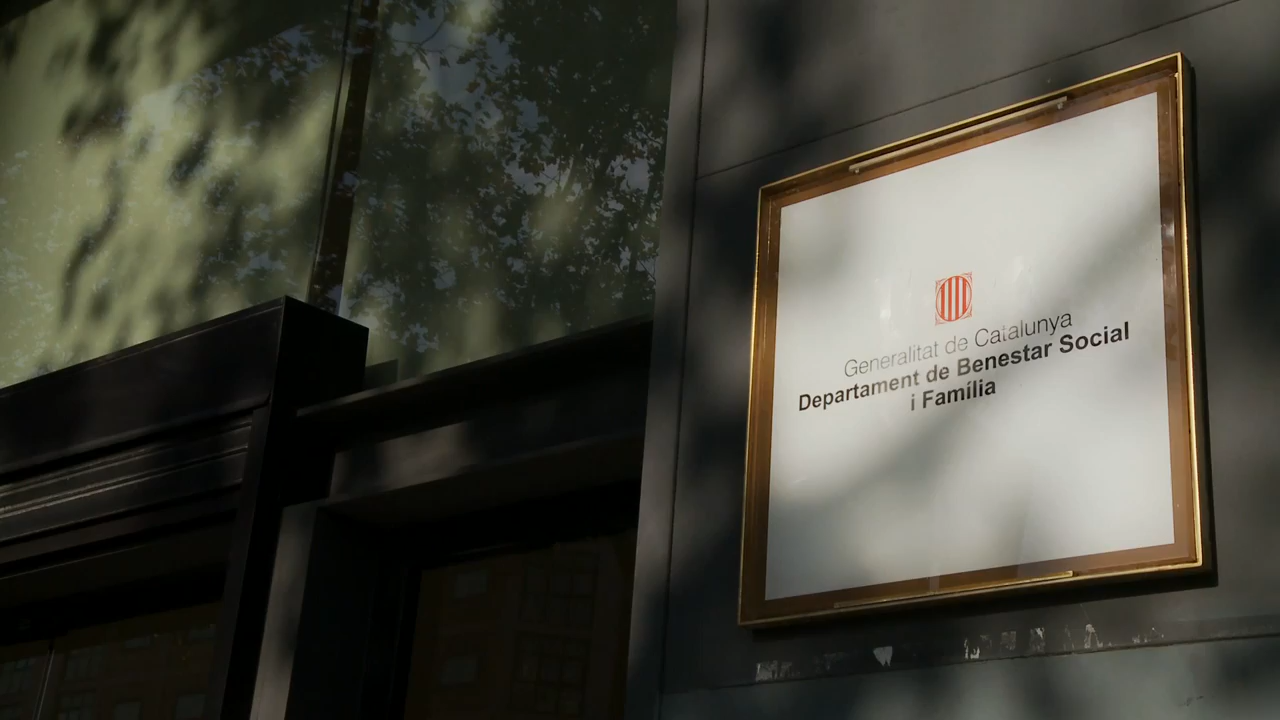 Generalitat de Catalunya
Departament de Benestar Social
i Família